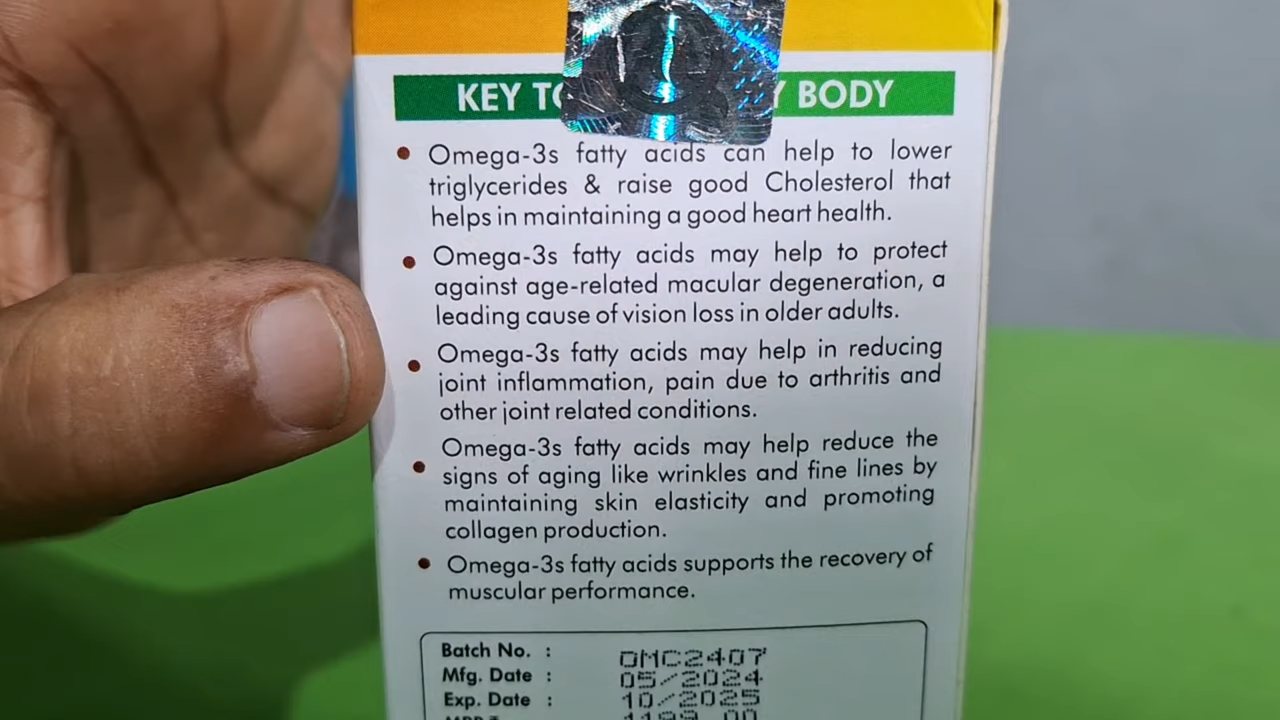 KEY TO Y BODY
Omega-3s fatty acids can help to lower
triglycerides & raise good Cholesterol that
helps in maintaining a good heart health.
Omega-3s fatty acids may help to protect
against age-related macular degeneration, a
leading cause of vision loss in older adults.
Omega-3s fatty acids may help in reducing
joint inflammation, pain due to arthritis and
other joint related conditions.
Omega-3s fatty acids may help reduce the
signs of aging like wrinkles and fine lines by
maintaining skin elasticity and promoting
collagen production.
Omega-3s fatty acids supports the recovery of
muscular performance.
Batch No. : OMC2407
Mfg. Date : 05/2024
Exp. Date : 10/2025